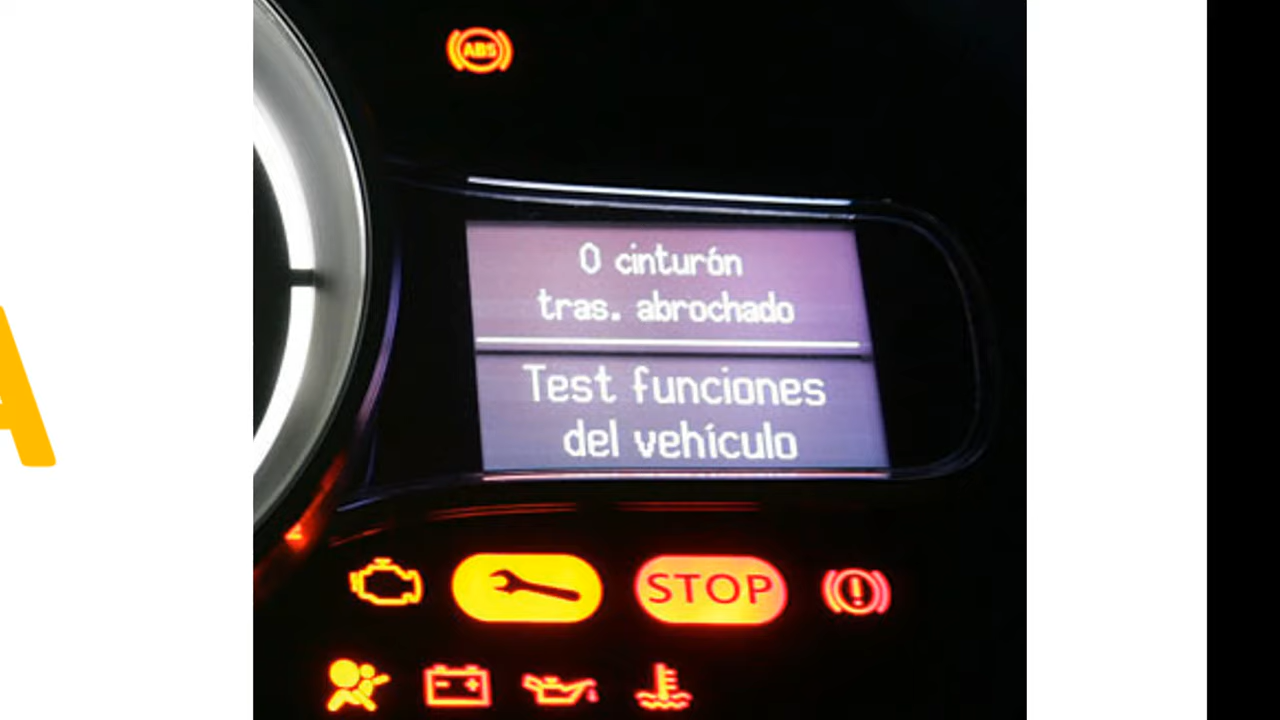 A
ABS
0 cinturón
tras. abrochado
Test funciones
del vehículo
STOP